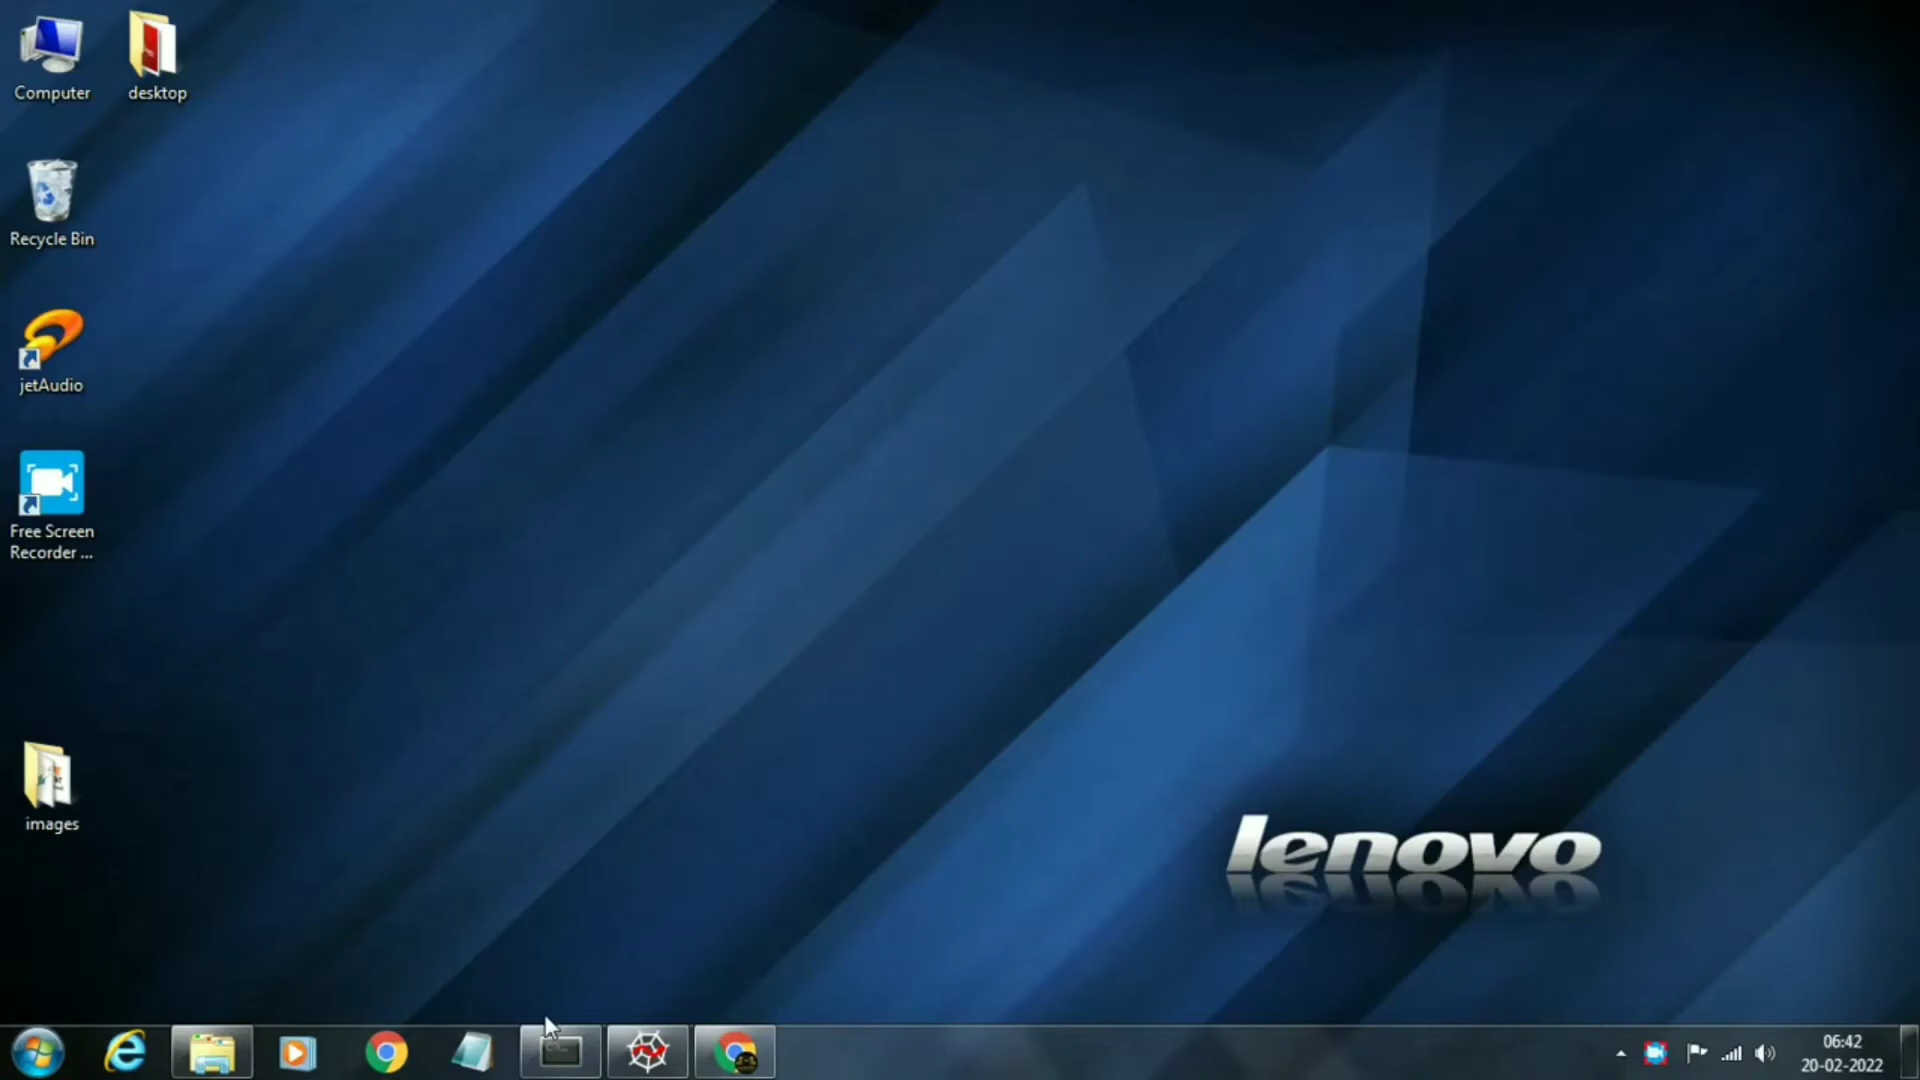 Computer
desktop
Recycle Bin
jetAudio
Free Screen
Recorder ...
images
lenovo
06:42
20-02-2022